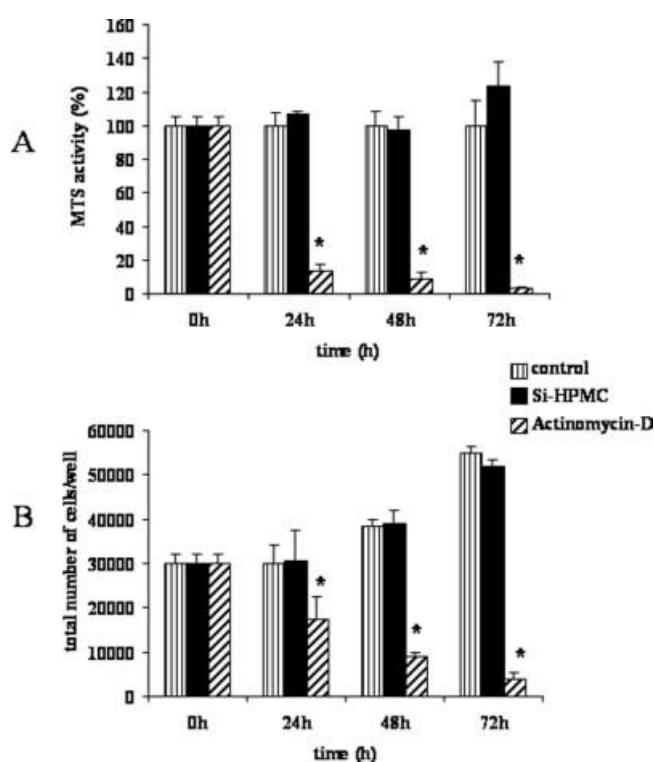 A
MTS activity (%)
140
120
100
80
60
40
20
0
*
*
*
0h
24h
48h
72h
time (h)
control
Si-HPMC
Actinomycin-D
B
total number of cells/well
60000
50000
40000
30000
20000
10000
0
*
*
*
0h
24h
48h
72h
time (h)